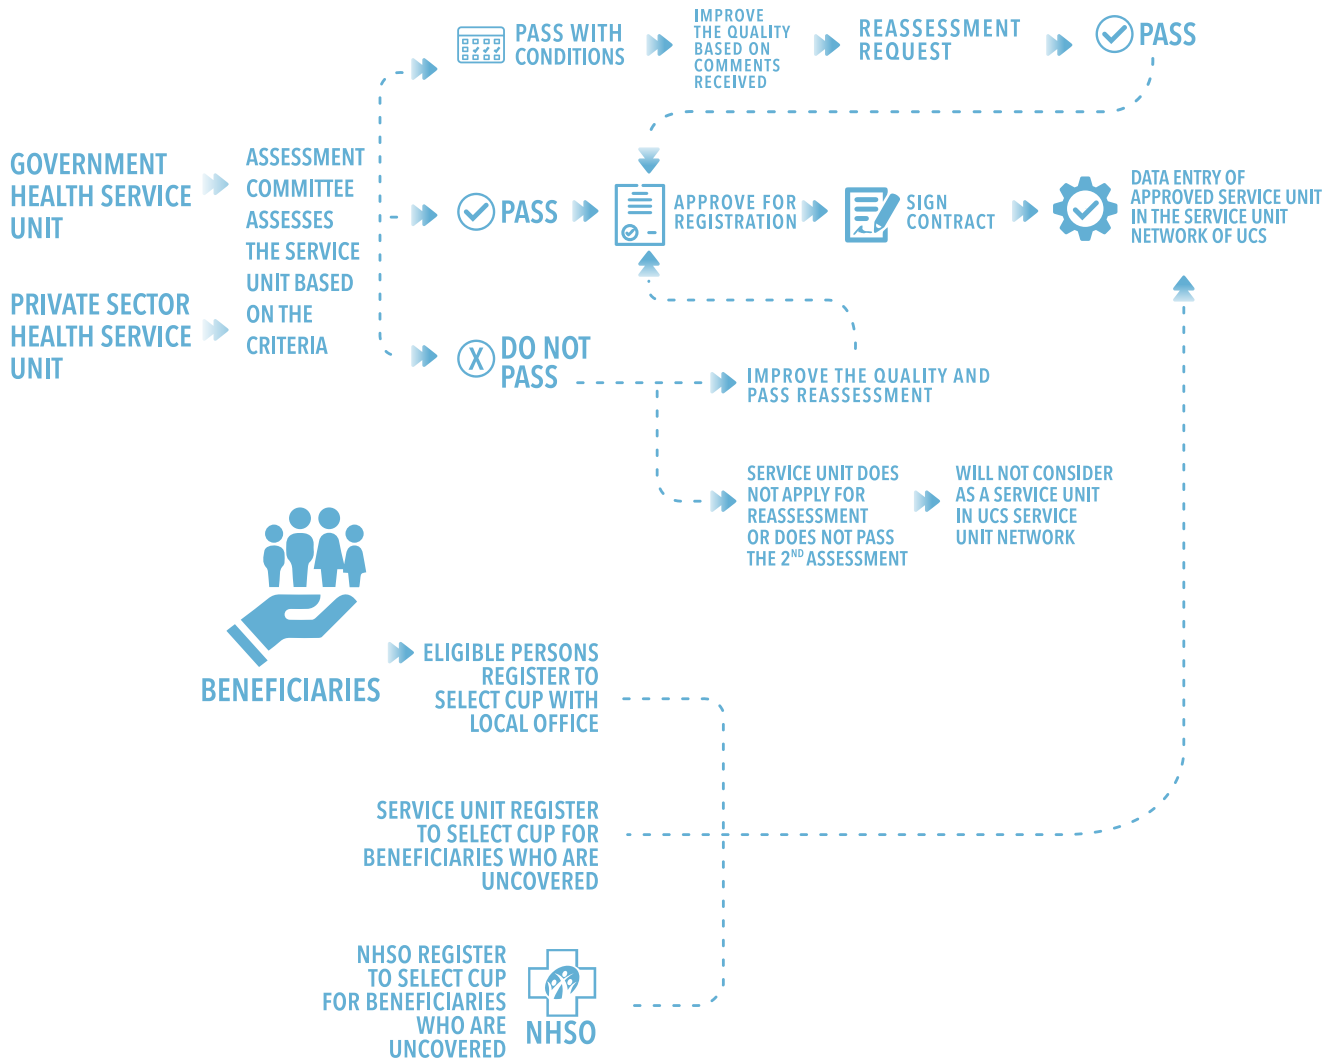 PASS WITH
CONDITIONS
IMPROVE
THE QUALITY
BASED ON
COMMENTS
RECEIVED
REASSESSMENT
REQUEST
PASS
GOVERNMENT
HEALTH SERVICE
UNIT
PRIVATE SECTOR
HEALTH SERVICE
UNIT
ASSESSMENT
COMMITTEE
ASSESSES
THE SERVICE
UNIT BASED
ON THE
CRITERIA
PASS
APPROVE FOR
REGISTRATION
SIGN
CONTRACT
DATA ENTRY OF
APPROVED SERVICE UNIT
IN THE SERVICE UNIT
NETWORK OF UCS
X
DO NOT
PASS
IMPROVE THE QUALITY AND
PASS REASSESSMENT
SERVICE UNIT DOES
NOT APPLY FOR
REASSESSMENT
OR DOES NOT PASS
THE 2ND ASSESSMENT
WILL NOT CONSIDER
AS A SERVICE UNIT
IN UCS SERVICE
UNIT NETWORK
BENEFICIARIES
ELIGIBLE PERSONS
REGISTER TO
SELECT CUP WITH
LOCAL OFFICE
SERVICE UNIT REGISTER
TO SELECT CUP FOR
BENEFICIARIES WHO ARE
UNCOVERED
NHSO REGISTER
TO SELECT CUP
FOR BENEFICIARIES
WHO ARE
UNCOVERED
NHSO